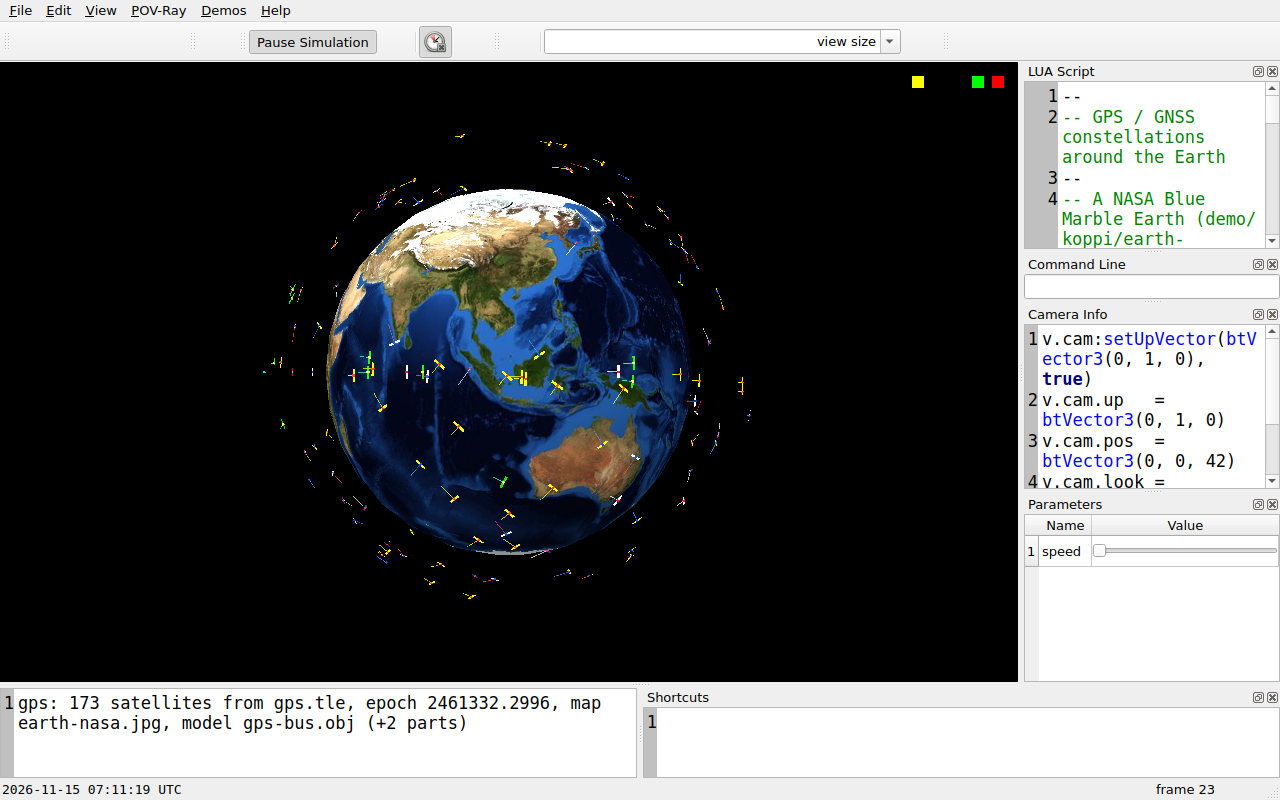 File Edit View POV-Ray Demos Help
Pause Simulation
view size
LUA Script
1 --
2 -- GPS / GNSS
constellations
around the Earth
3 --
4 -- A NASA Blue
Marble Earth (demo/
koppi/earth-
Command Line
Camera Info
1 v.cam:setUpVector(btV
ector3(0, 1, 0),
true)
2 v.cam.up   =
btVector3(0, 1, 0)
3 v.cam.pos  =
btVector3(0, 0, 42)
4 v.cam.look =
Parameters
Name Value
1 speed
1 gps: 173 satellites from gps.tle, epoch 2461332.2996, map
earth-nasa.jpg, model gps-bus.obj (+2 parts)
Shortcuts
1
2026-11-15 07:11:19 UTC
frame 23